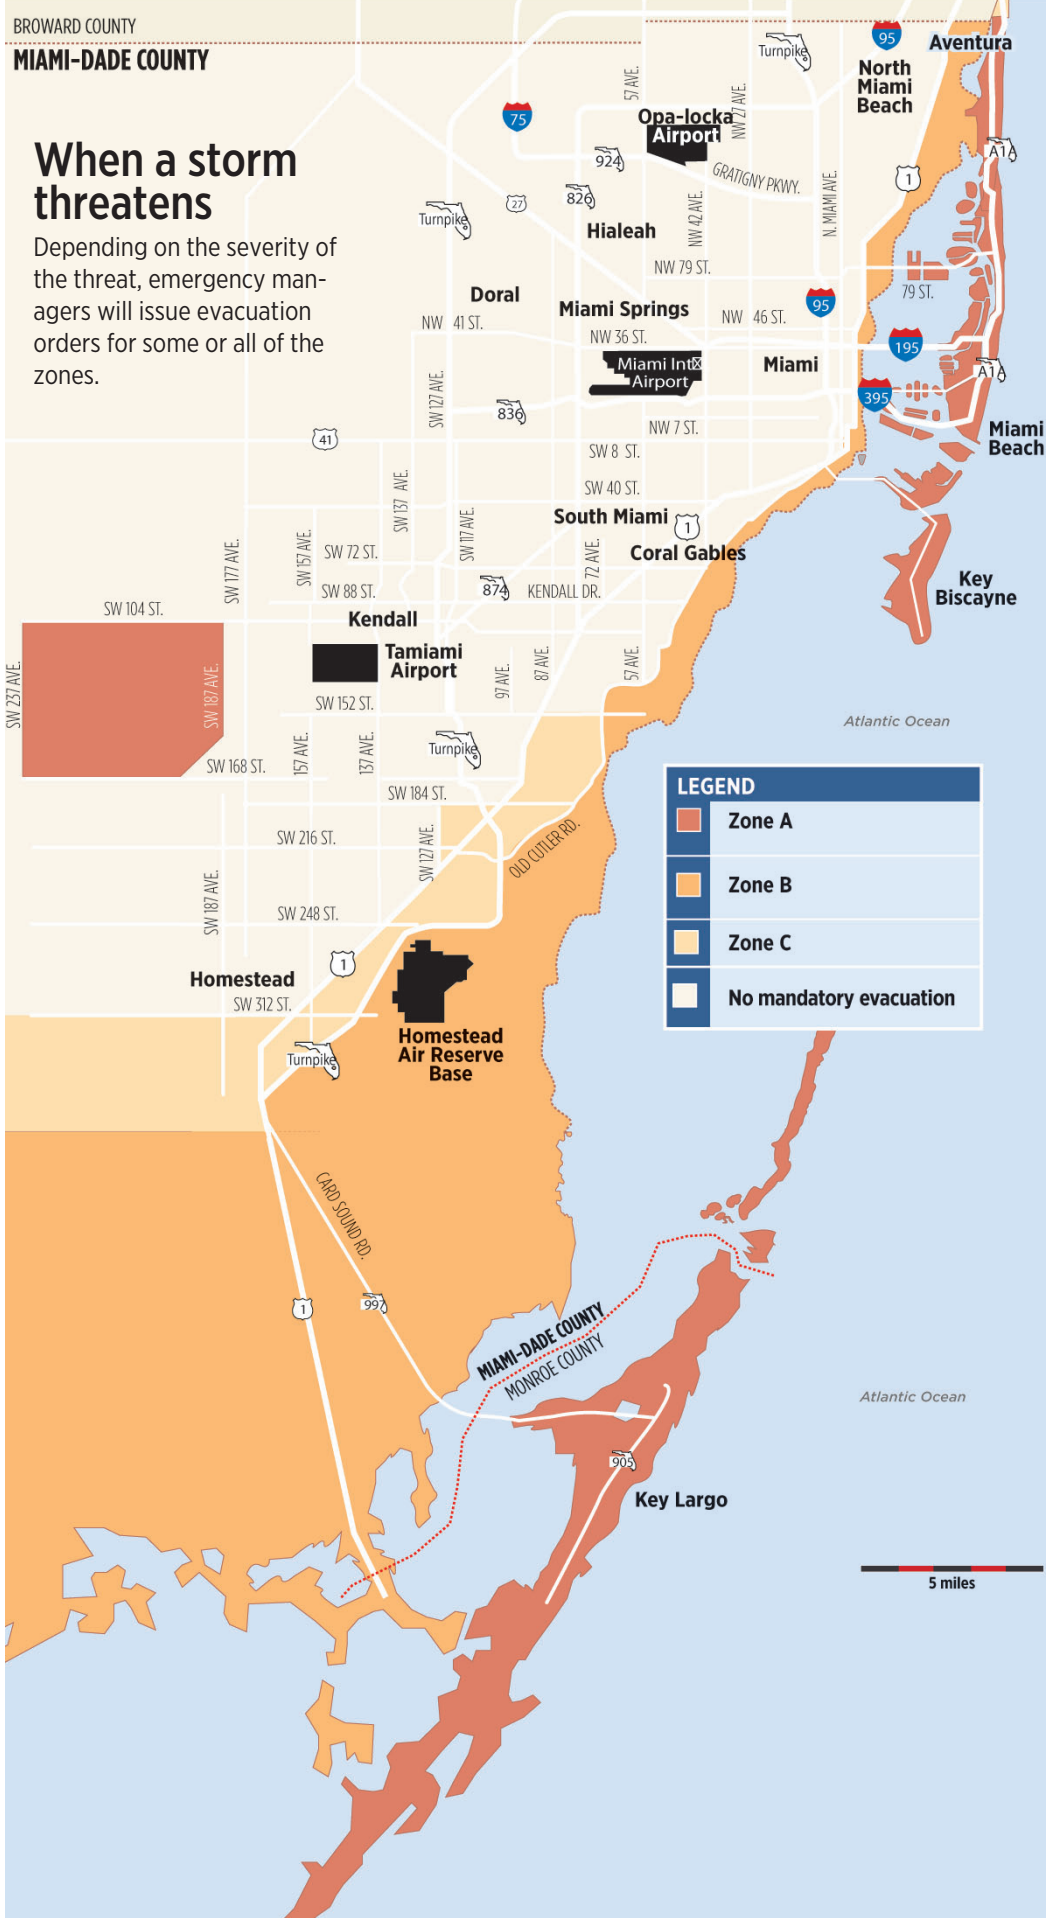 BROWARD COUNTY
MIAMI-DADE COUNTY
When a storm
threatens
Depending on the severity of
the threat, emergency man-
agers will issue evacuation
orders for some or all of the
zones.
95
Aventura
Turnpike
North
Miami
Beach
57 AVE.
NW 27 AVE.
75
Opa-locka
Airport
924
A1A
GRATIGNY PKWY.
1
826
27
Turnpike
NW 42 AVE.
N. MIAMI AVE.
Hialeah
NW 79 ST.
79 ST.
Doral
Miami Springs
95
NW 41 ST.
NW 46 ST.
NW 36 ST.
195
Miami Int
Airport
Miami
A1A
395
SW 127 AVE.
836
NW 7 ST.
Miami
Beach
41
SW 8 ST.
SW 40 ST.
SW 137 AVE.
South Miami
1
SW 117 AVE.
SW 157 AVE.
SW 177 AVE.
SW 72 ST.
72 AVE.
Coral Gables
SW 88 ST.
874
KENDALL DR.
Key
Biscayne
SW 104 ST.
Kendall
Tamiami
Airport
SW 237 AVE.
SW 187 AVE.
97 AVE.
87 AVE.
57 AVE.
SW 152 ST.
Atlantic Ocean
157 AVE.
137 AVE.
Turnpike
SW 168 ST.
SW 184 ST.
LEGEND
Zone A
Zone B
Zone C
No mandatory evacuation
SW 216 ST.
SW 127 AVE.
OLD CUTLER RD.
SW 187 AVE.
SW 248 ST.
1
Homestead
SW 312 ST.
Homestead
Air Reserve
Base
Turnpike
CARD SOUND RD.
1
997
MIAMI-DADE COUNTY
MONROE COUNTY
Atlantic Ocean
905
Key Largo
5 miles